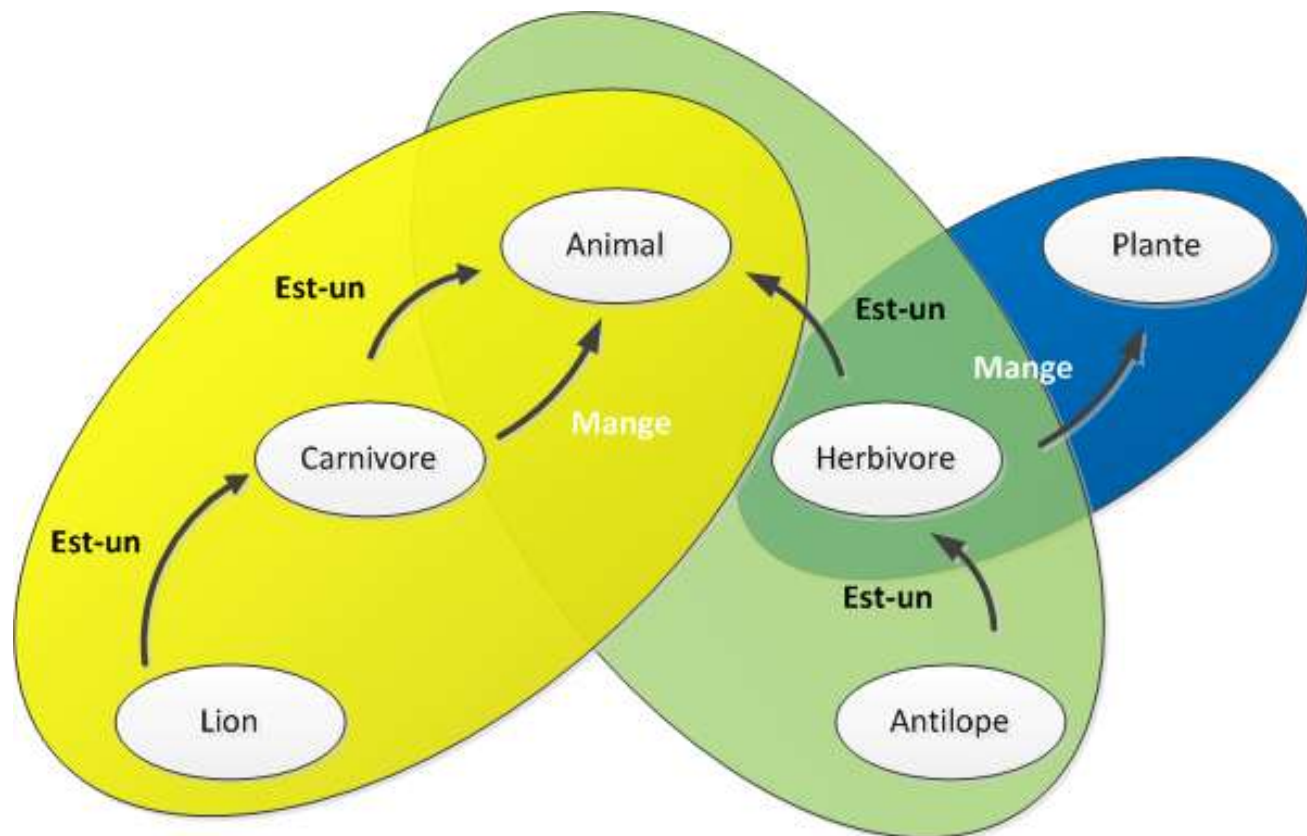 Animal
Plante
Est-un
Est-un
Mange
Mange
Carnivore
Herbivore
Est-un
Est-un
Lion
Antilope